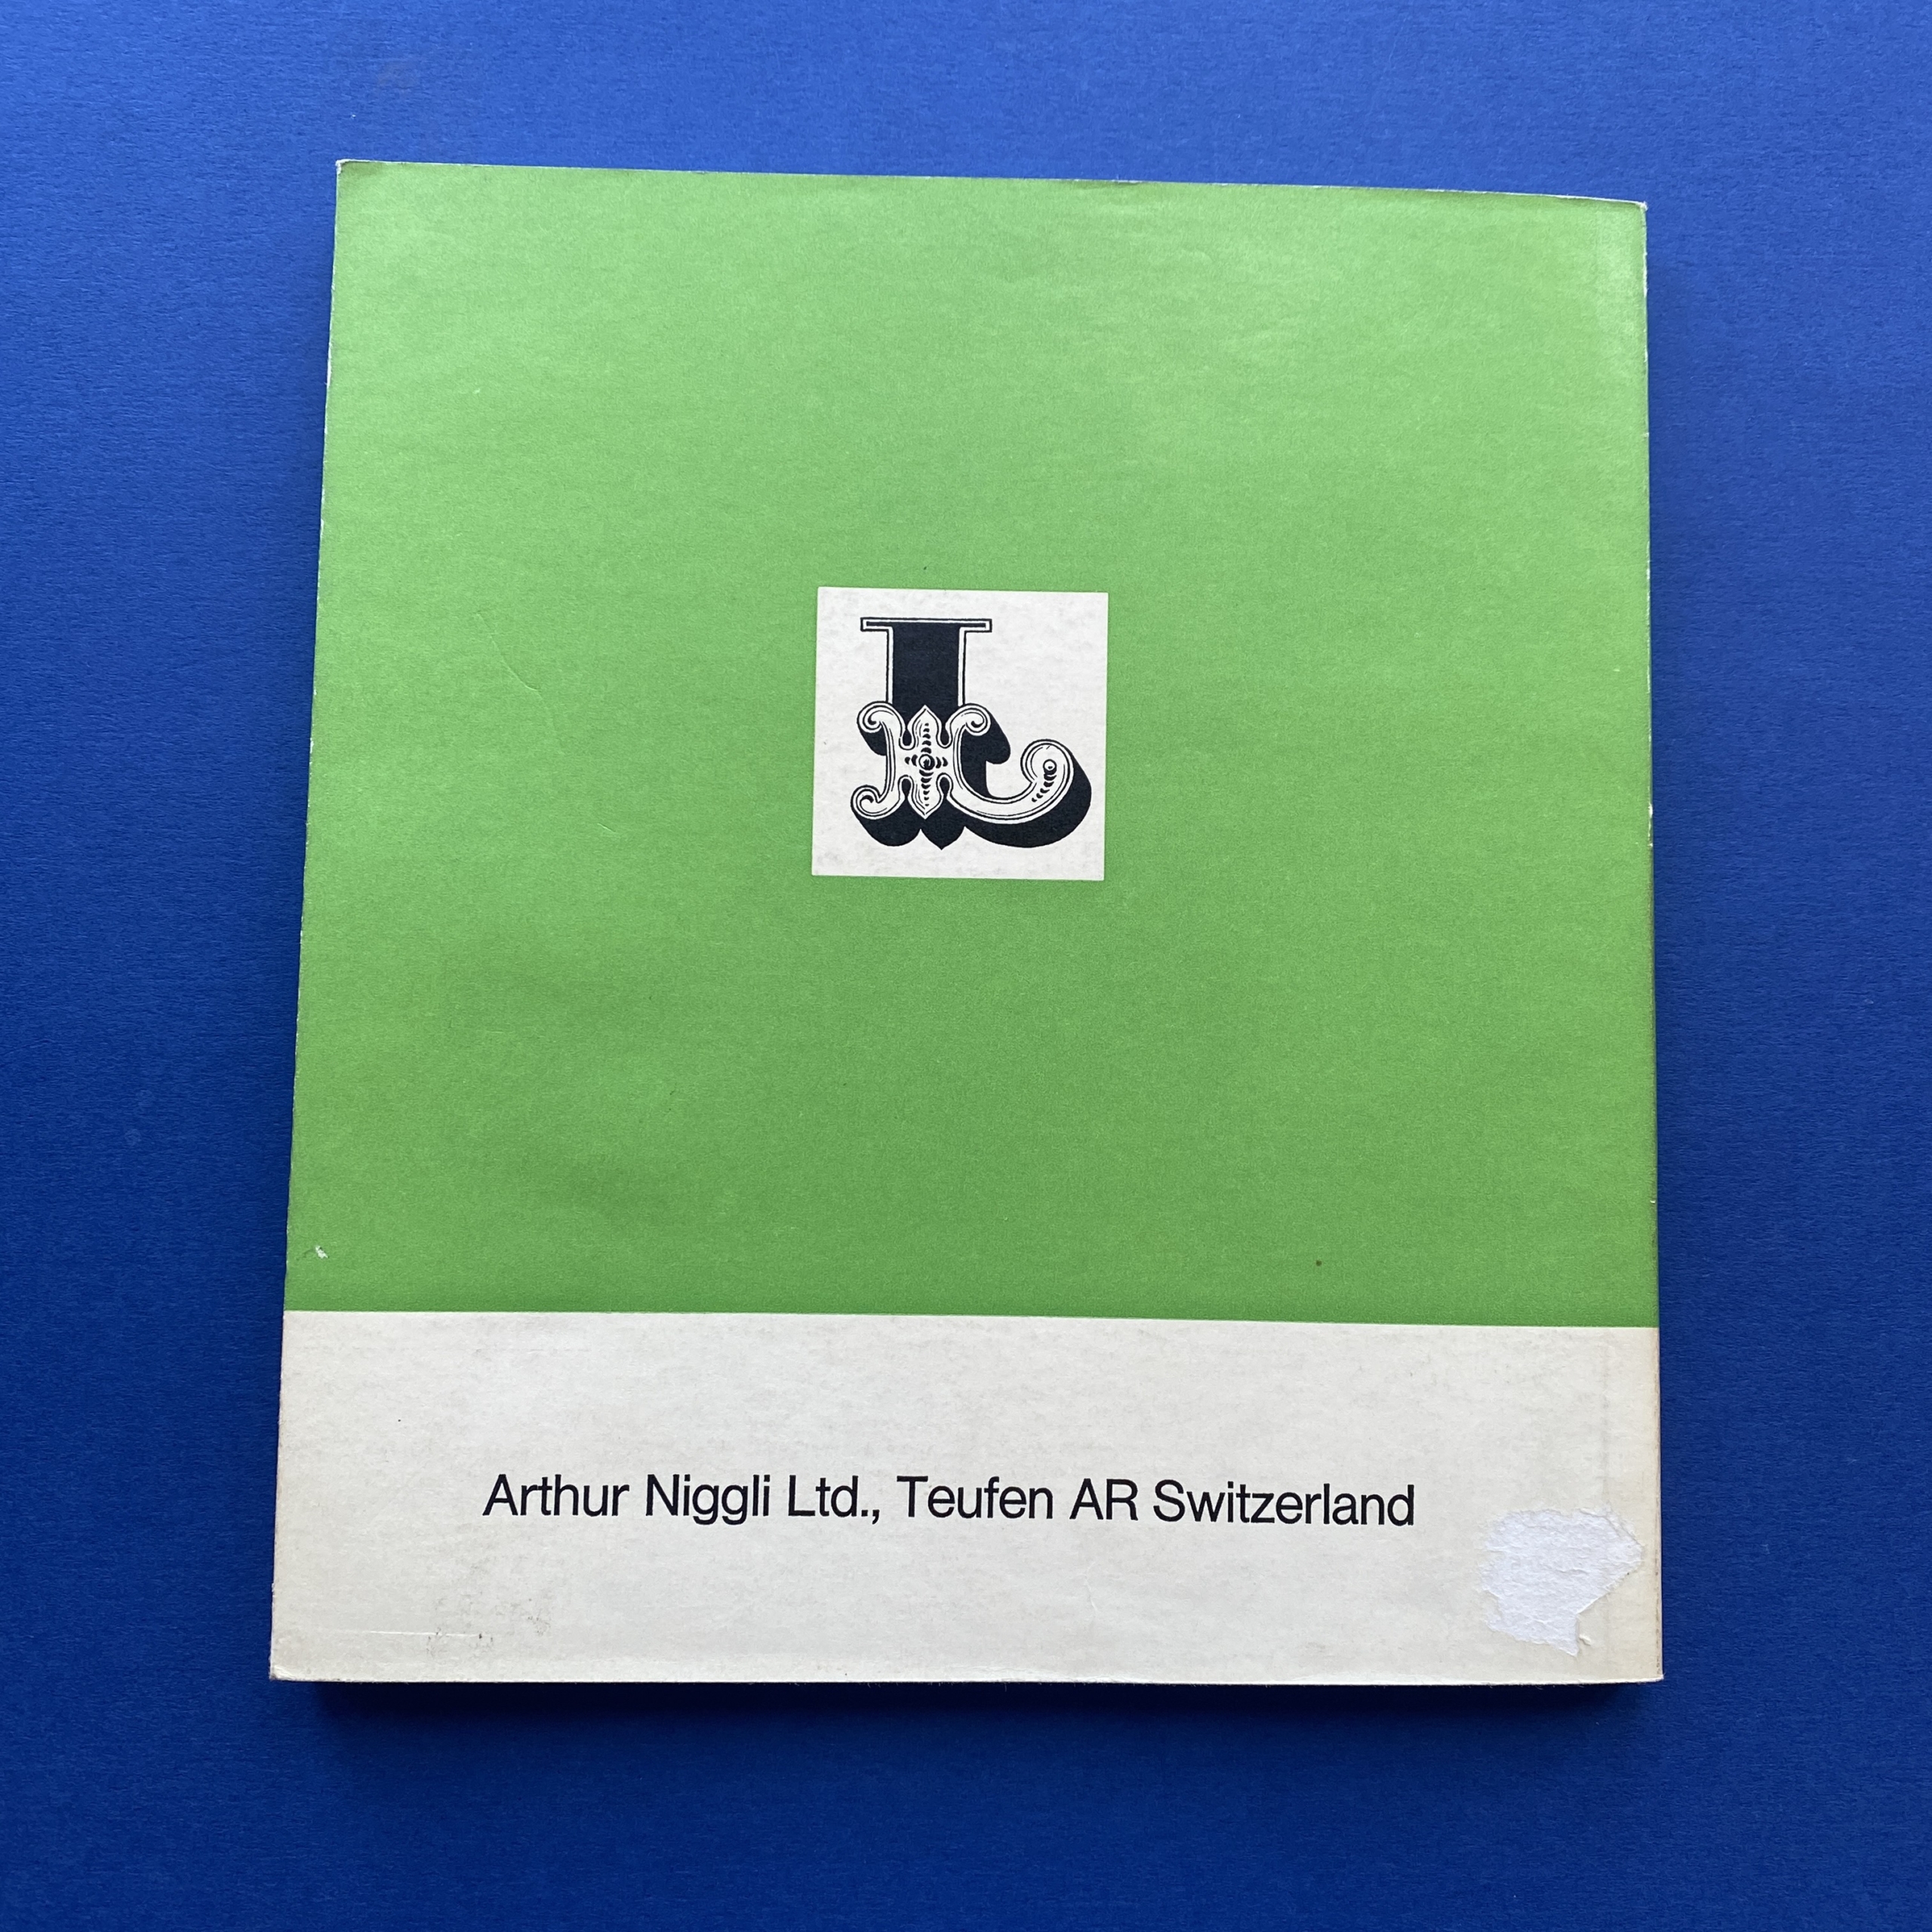 L
Arthur Niggli Ltd., Teufen AR Switzerland